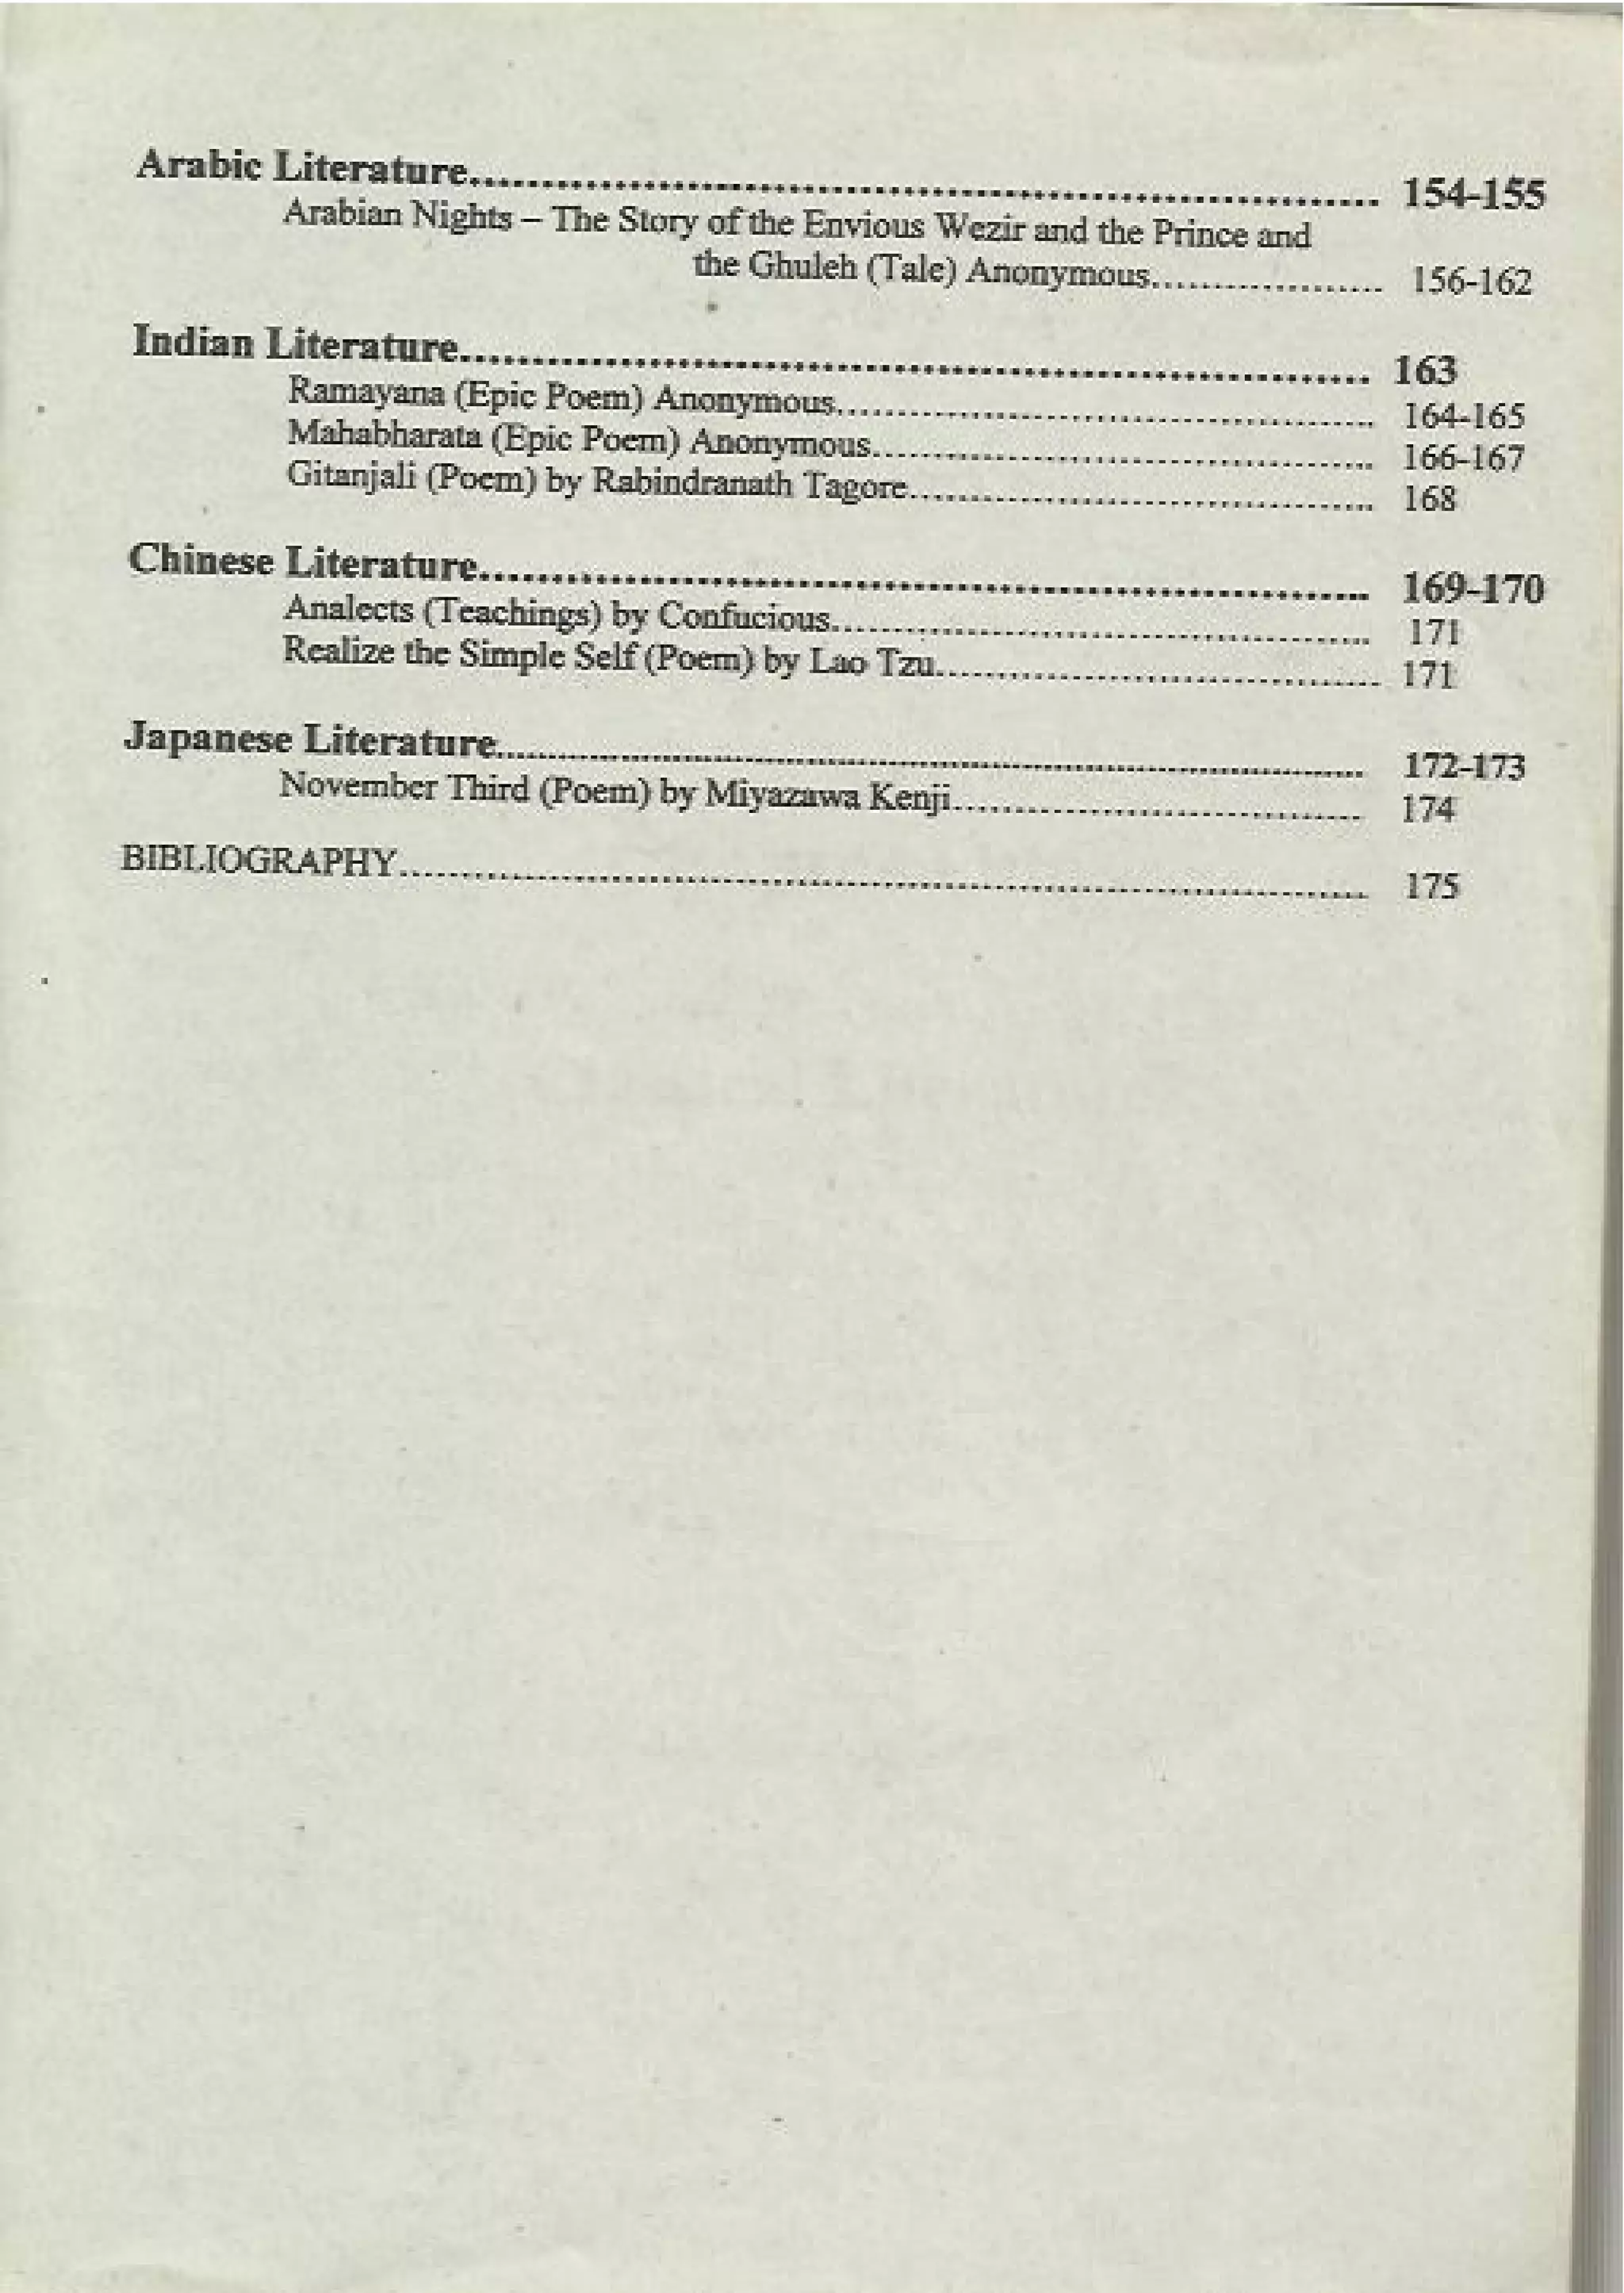 Arabic Literature.......................................................... 154-155
Arabian Nights – The Story of the Envious Wezir and the Prince and
the Ghuleh (Tale) Anonymous................... 156-162
Indian Literature.......................................................... 163
Ramayana (Epic Poem) Anonymous............................................ 164-165
Mahabharata (Epic Poem) Anonymous......................................... 166-167
Gitanjali (Poem) by Rabindranath Tagore...................................... 168
Chinese Literature......................................................... 169-170
Analects (Teachings) by Confucious............................................ 171
Realize the Simple Self (Poem) by Lao Tzu.................................... 171
Japanese Literature........................................................ 172-173
November Third (Poem) by Miyazawa Kenji.................................. 174
BIBLIOGRAPHY................................................................................ 175